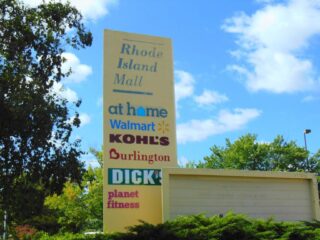 Rhode
Island
Mall
at home
Walmart
KOHL'S
Burlington
DICK'S
planet
fitness